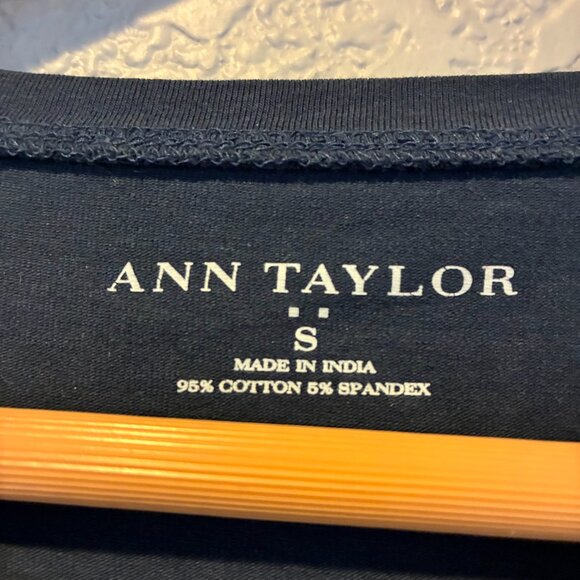 ANN TAYLOR
S
MADE IN INDIA
95% COTTON 5% SPANDEX